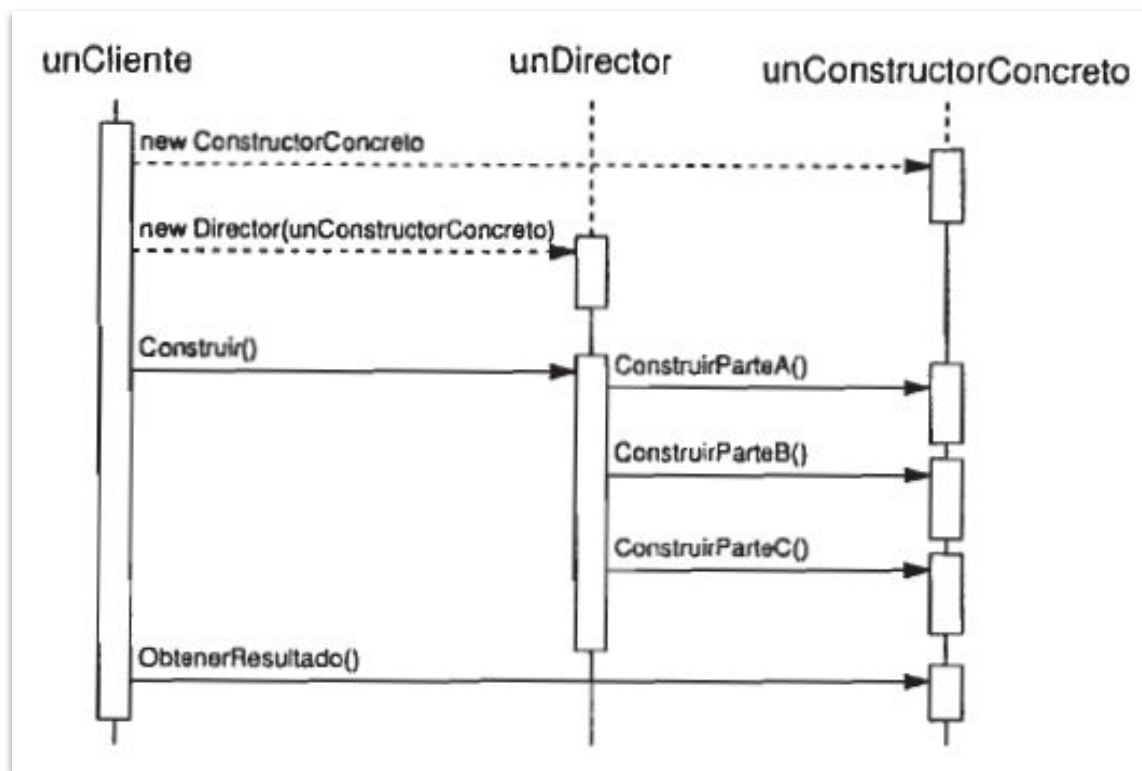 unCliente
unDirector
unConstructorConcreto
new ConstructorConcreto
new Director(unConstructorConcreto)
Construir()
ConstruirParteA()
ConstruirParteB()
ConstruirParteC()
ObtenerResultado()